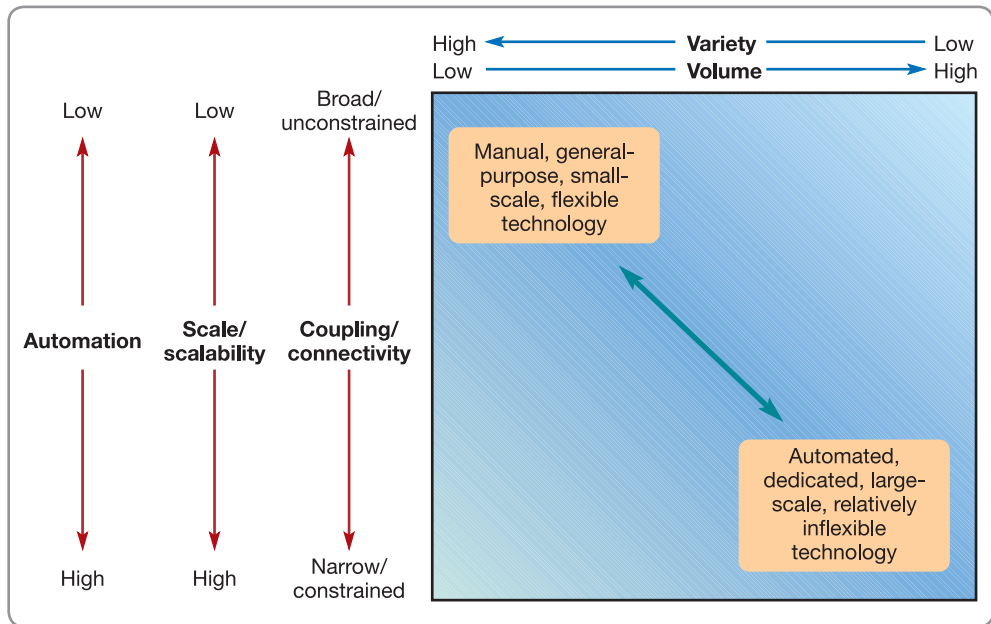 High Variety Low
Low Volume High
Low
Low
Broad/
unconstrained
Manual, general-
purpose, small-
scale, flexible
technology
Automation
Scale/
scalability
Coupling/
connectivity
Automated,
dedicated, large-
scale, relatively
inflexible
technology
High
High
Narrow/
constrained